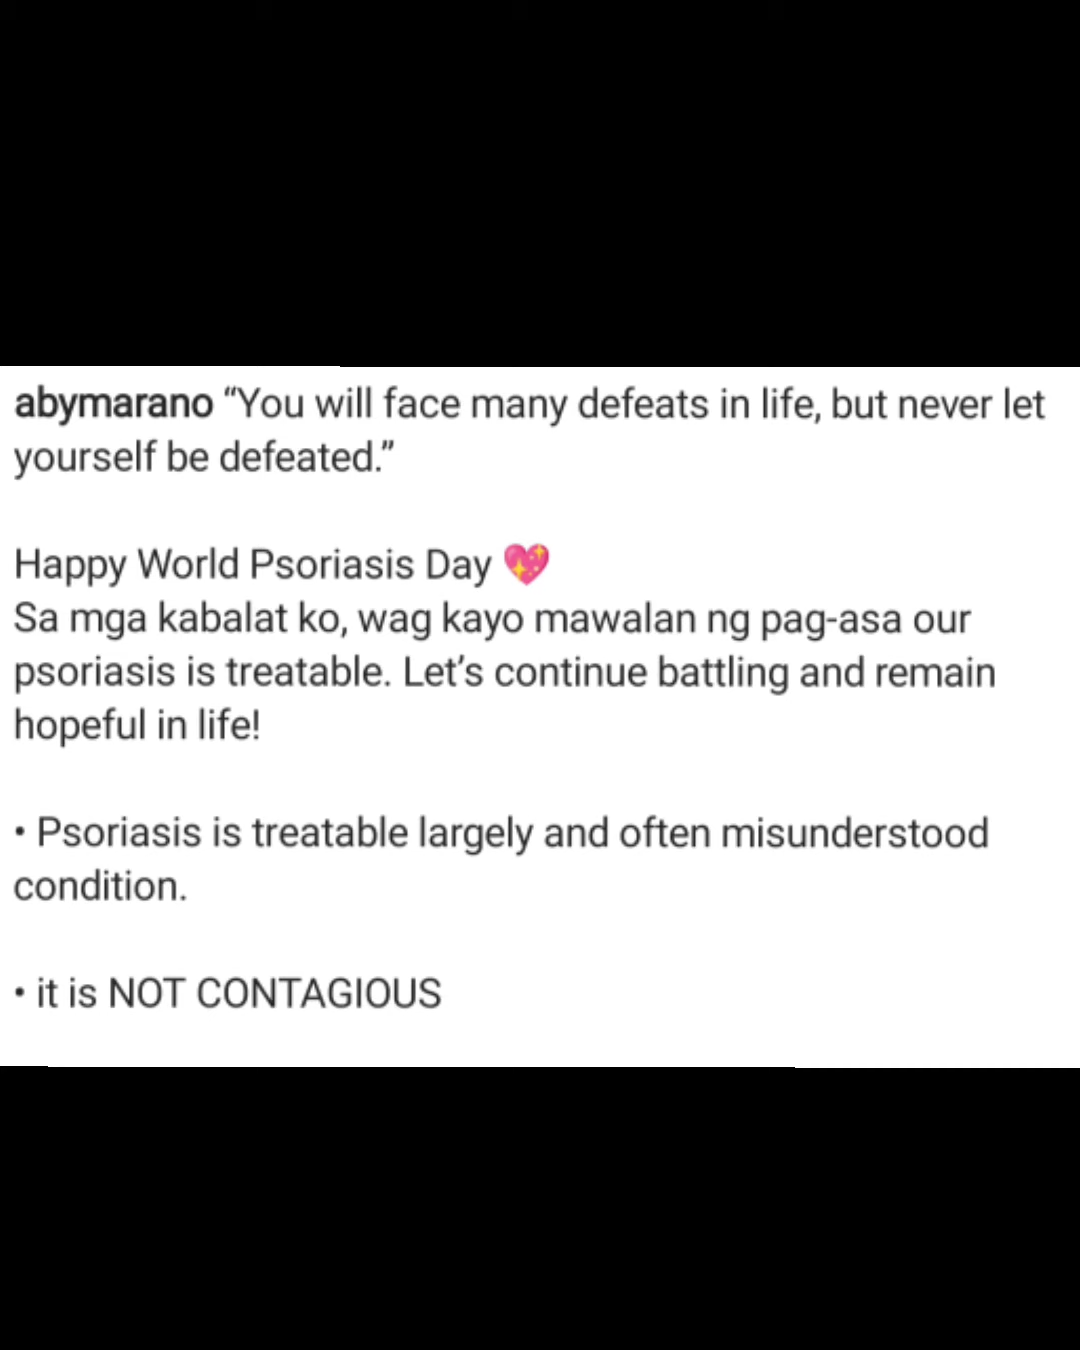 abymarano “You will face many defeats in life, but never let
yourself be defeated.”
Happy World Psoriasis Day 💖
Sa mga kabalat ko, wag kayo mawalan ng pag-asa our
psoriasis is treatable. Let’s continue battling and remain
hopeful in life!
• Psoriasis is treatable largely and often misunderstood
condition.
• it is NOT CONTAGIOUS